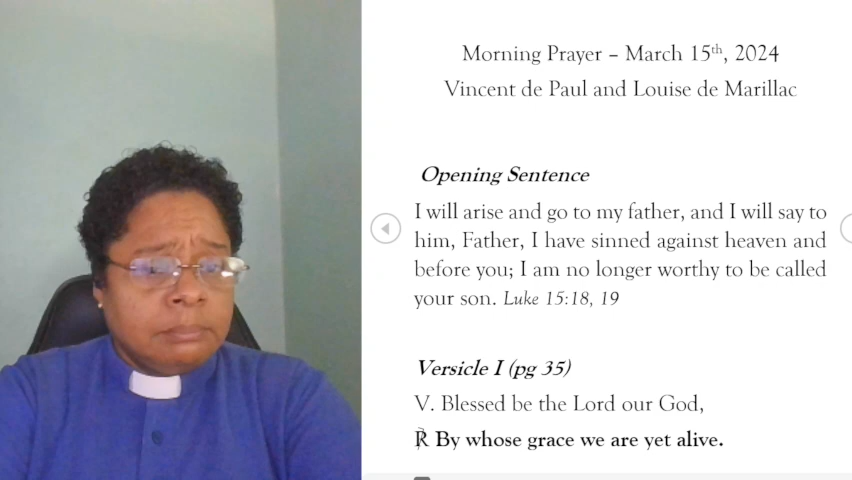 Morning Prayer – March 15th, 2024
Vincent de Paul and Louise de Marillac
Opening Sentence
I will arise and go to my father, and I will say to
him, Father, I have sinned against heaven and
before you; I am no longer worthy to be called
your son. Luke 15:18, 19
Versicle I (pg 35)
V. Blessed be the Lord our God,
℟ By whose grace we are yet alive.